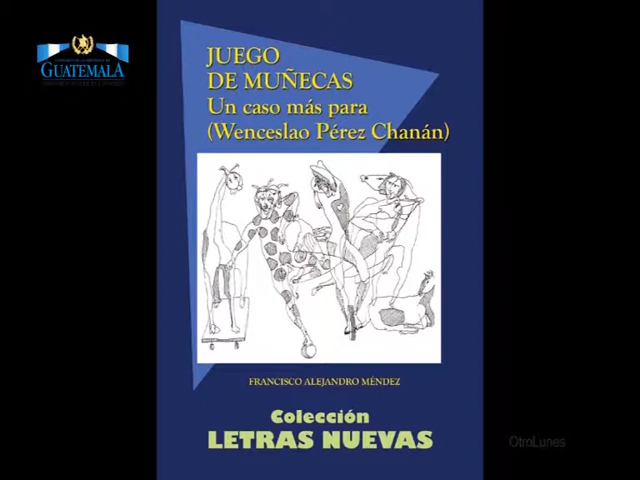 GUATEMALA
JUEGO
DE MUÑECAS
Un caso más para
(Wenceslao Pérez Chanán)
FRANCISCO ALEJANDRO MÉNDEZ
Colección
LETRAS NUEVAS
OtroLunes